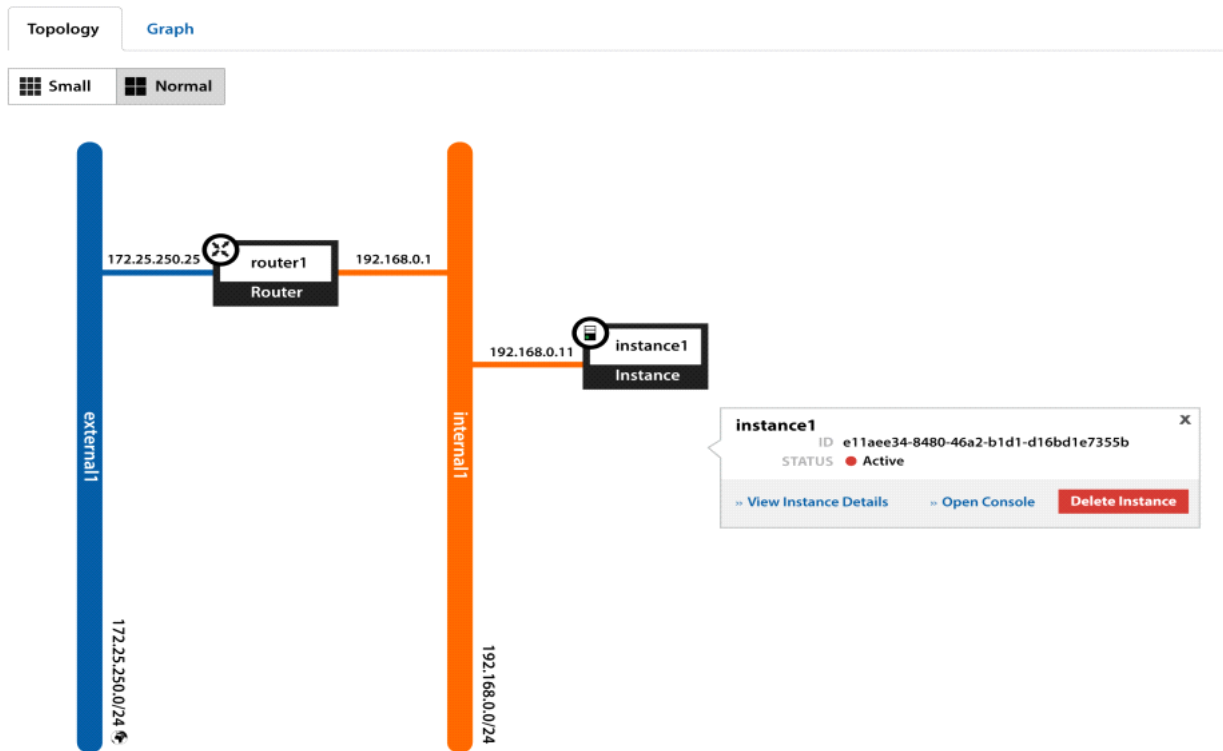 Topology
Graph
Small
Normal
172.25.250.25
router1
Router
192.168.0.1
192.168.0.11
instance1
Instance
external1
internal1
instance1
x
ID e11aee34-8480-46a2-b1d1-d16bd1e7355b
STATUS Active
» View Instance Details
» Open Console
Delete Instance
172.25.250.0/24
192.168.0.0/24